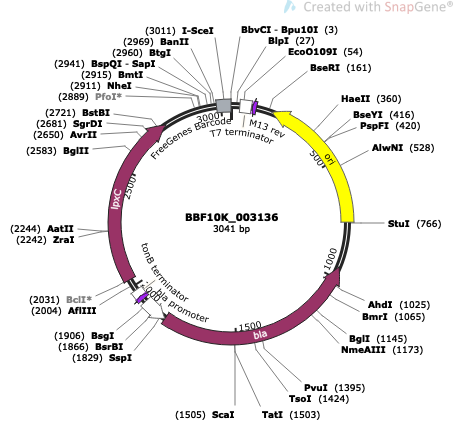 Created with SnapGene®
(3011) I-SceI
(2969) BanII
(2960) BtgI
(2941) BspQI - SapI
(2915) BmtI
(2911) NheI
(2889) PfoI*
(2721) BstBI
(2681) SgrDI
(2650) AvrII
(2583) BglII
(2244) AatII
(2242) ZraI
(2031) BclI*
(2004) AflIII
(1906) BsgI
(1866) BsrBI
(1829) SspI
(1505) ScaI
BbvCI - Bpu10I (3)
BlpI (27)
EcoO109I (54)
BseRI (161)
HaeII (360)
BseYI (416)
PspFI (420)
AlwNI (528)
StuI (766)
AhdI (1025)
BmrI (1065)
BglI (1145)
NmeAIII (1173)
PvuI (1395)
TsoI (1424)
TatI (1503)
3000
FreeGenes Barcode
T7 terminator
M13 rev
ori
500
1000
1500
bla
bla promoter
tonB terminator
2000
lpxC
2500
BBF10K_003136
3041 bp